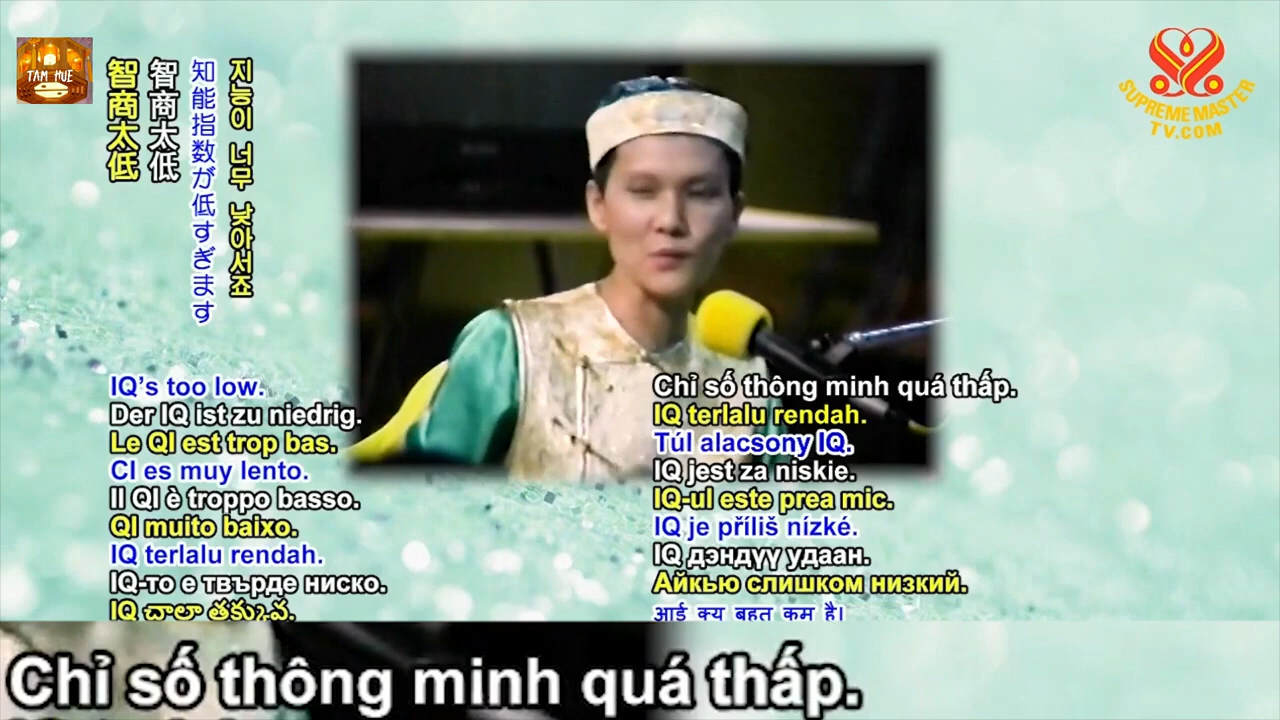 TAM HUE
SUPREME MASTER
TV.COM
智商太低
智商太低
知能指数が低すぎます
지능이 너무 낮아서죠
IQ's too low.
Der IQ ist zu niedrig.
Le QI est trop bas.
CI es muy lento.
Il QI è troppo basso.
QI muito baixo.
IQ terlalu rendah.
IQ-то е твърде ниско.
IQ చాలా తక్కువ.
Chỉ số thông minh quá thấp.
IQ terlalu rendah.
Túl alacsony IQ.
IQ jest za niskie.
IQ-ul este prea mic.
IQ je příliš nízké.
IQ дэндүү удаан.
Айкью слишком низкий.
आई क्यू बहुत कम है।
Chỉ số thông minh quá thấp.